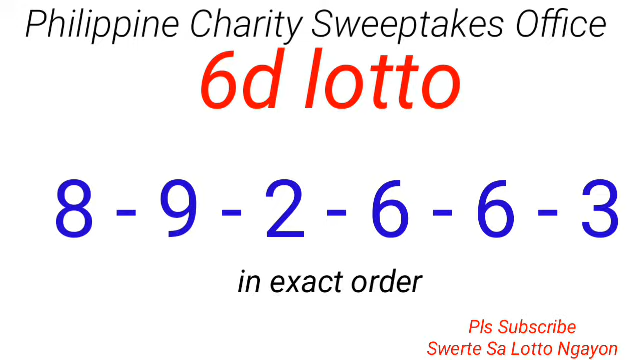 Philippine Charity Sweeptakes Office
6d lotto
8 - 9 - 2 - 6 - 6 - 3
in exact order
Pls Subscribe
Swerte Sa Lotto Ngayon